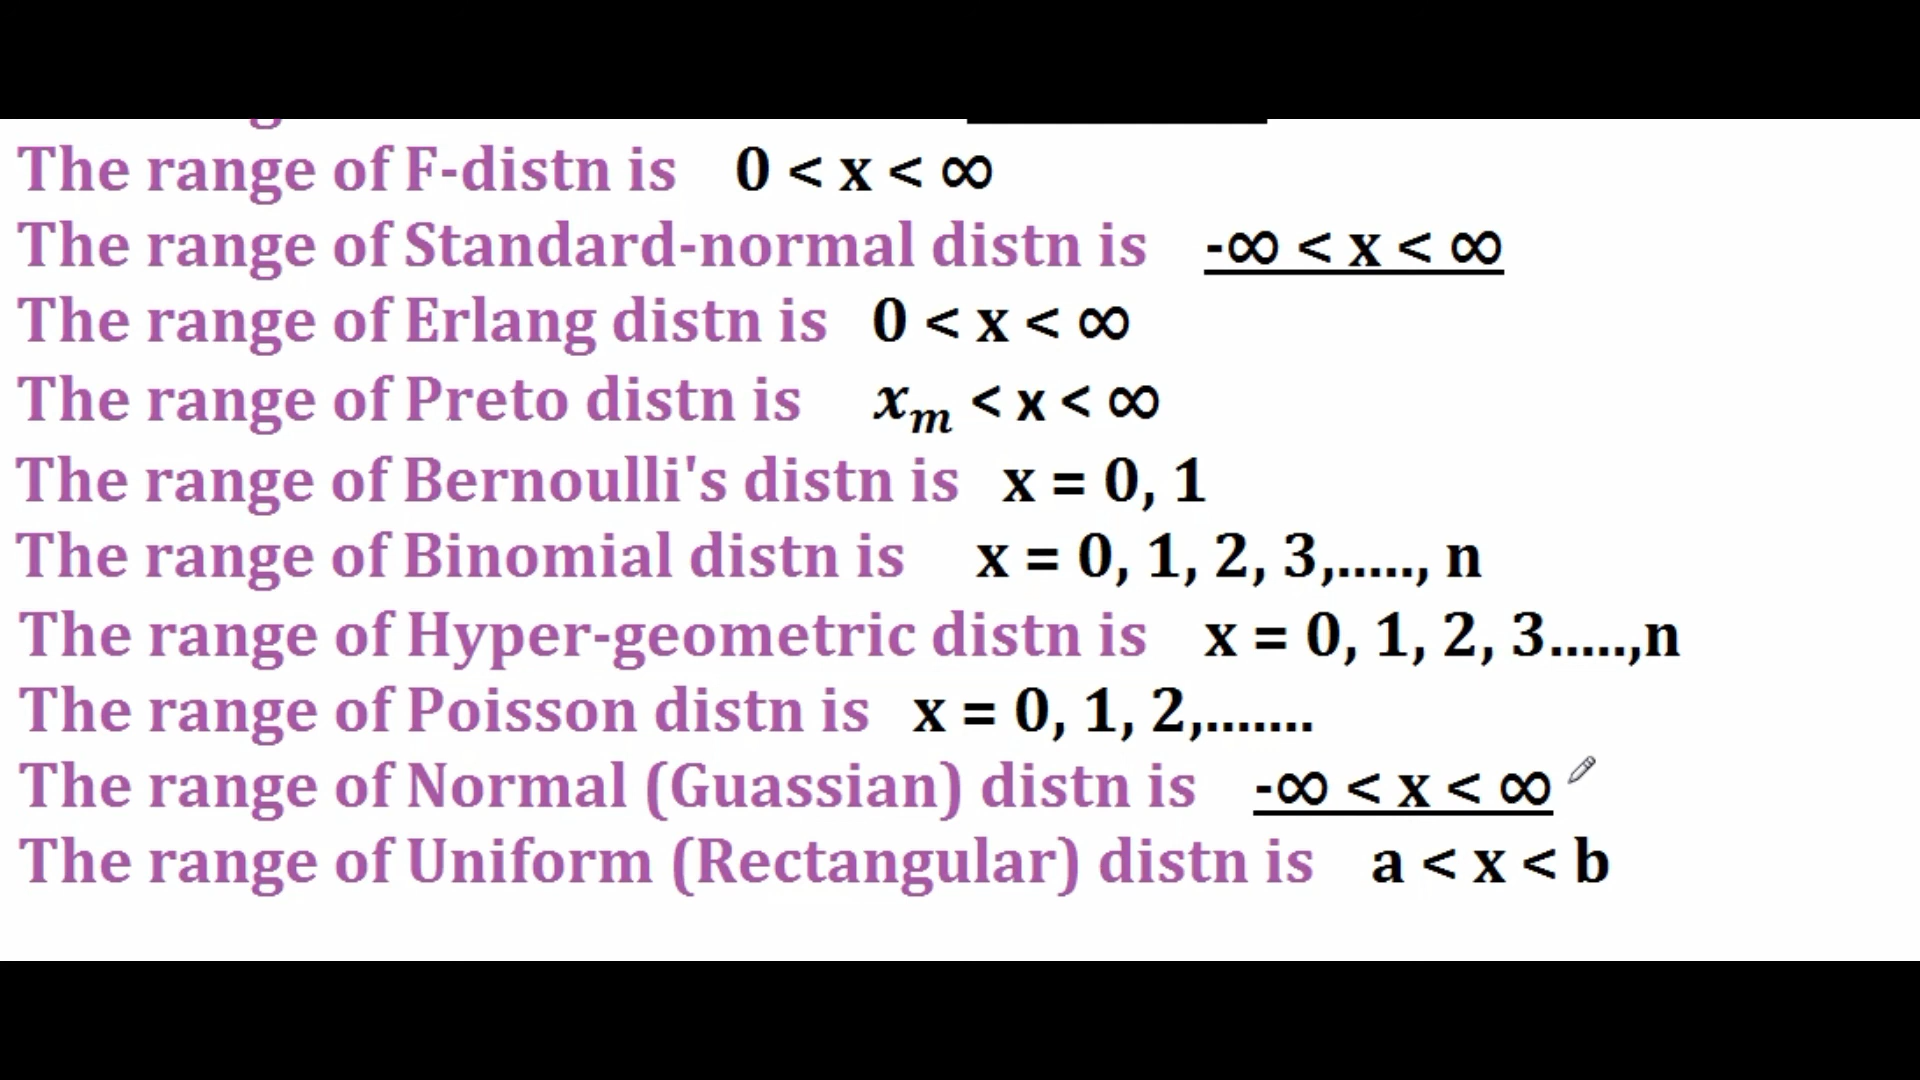 The range of F-distn is 0 < x < ∞
The range of Standard-normal distn is -∞ < x < ∞
The range of Erlang distn is 0 < x < ∞
The range of Preto distn is xₘ < x < ∞
The range of Bernoulli's distn is x = 0, 1
The range of Binomial distn is x = 0, 1, 2, 3,....., n
The range of Hyper-geometric distn is x = 0, 1, 2, 3.....,n
The range of Poisson distn is x = 0, 1, 2,.......
The range of Normal (Guassian) distn is -∞ < x < ∞
The range of Uniform (Rectangular) distn is a < x < b